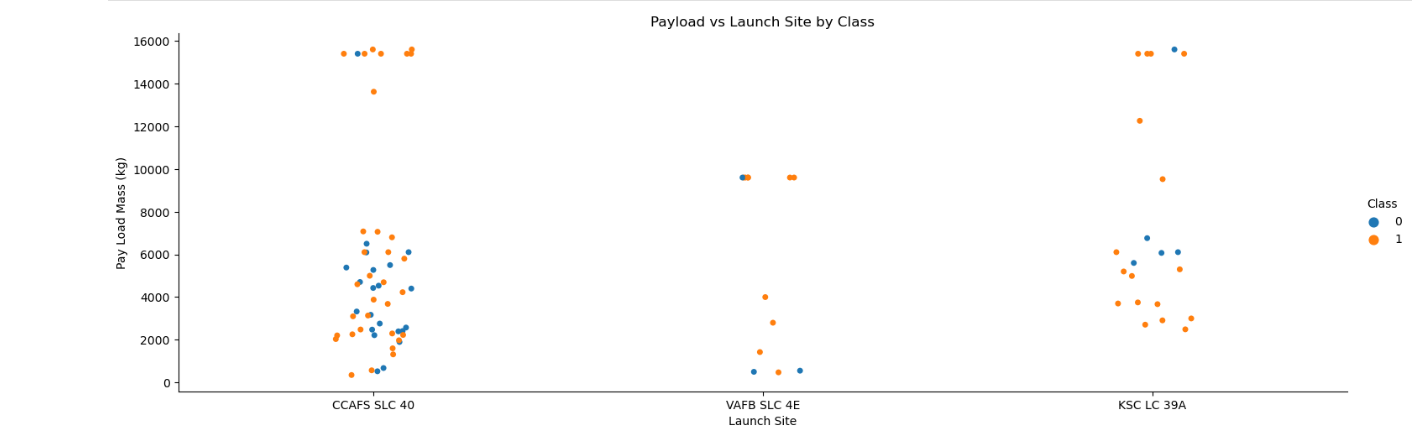 Payload vs Launch Site by Class
Pay Load Mass (kg)
16000
14000
12000
10000
8000
6000
4000
2000
0
CCAFS SLC 40
VAFB SLC 4E
KSC LC 39A
Launch Site
Class
0
1